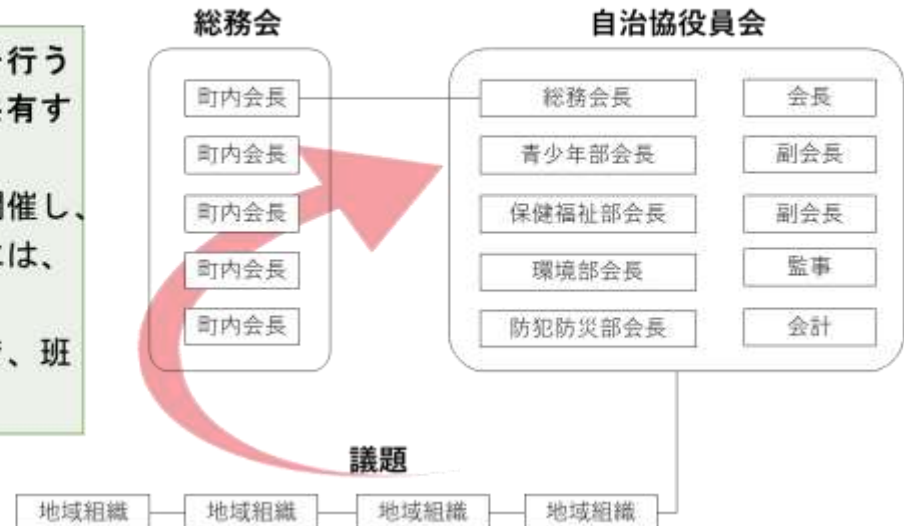 行う
有す
開催し、
には、
、班
総務会
町内会長
町内会長
町内会長
町内会長
町内会長
自治協役員会
総務会長
青少年部会長
保健福祉部会長
環境部会長
防犯防災部会長
会長
副会長
副会長
監事
会計
議題
地域組織
地域組織
地域組織
地域組織